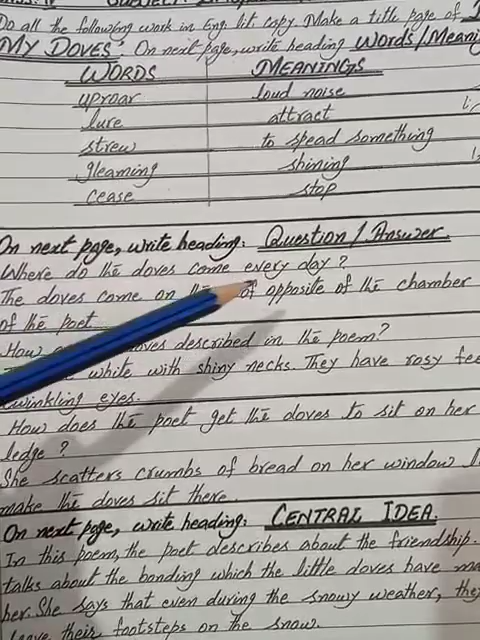 Do all the following work in Eng. lit. copy. Make a title page of
MY DOVES'. On next page, write heading Words/Meani
WORDS MEANINGS
uproar loud noise
lure attract
strew to spead something
gleaming shining
cease stop
On next page, write heading: Question/Answer.
Where do the doves come every day?
The doves come on of opposite of the chamber
of the poet.
How doves described in the poem?
white with shiny necks. They have rosy fee
twinkling eyes.
How does the poet get the doves to sit on her
ledge?
She scatters crumbs of bread on her window
make the doves sit there.
On next page, write heading: CENTRAL IDEA.
In this poem, the poet describes about the friendship.
talks about the bonding which the little doves have ma
her. She says that even during the snowy weather, the
leave their footsteps on the snow.